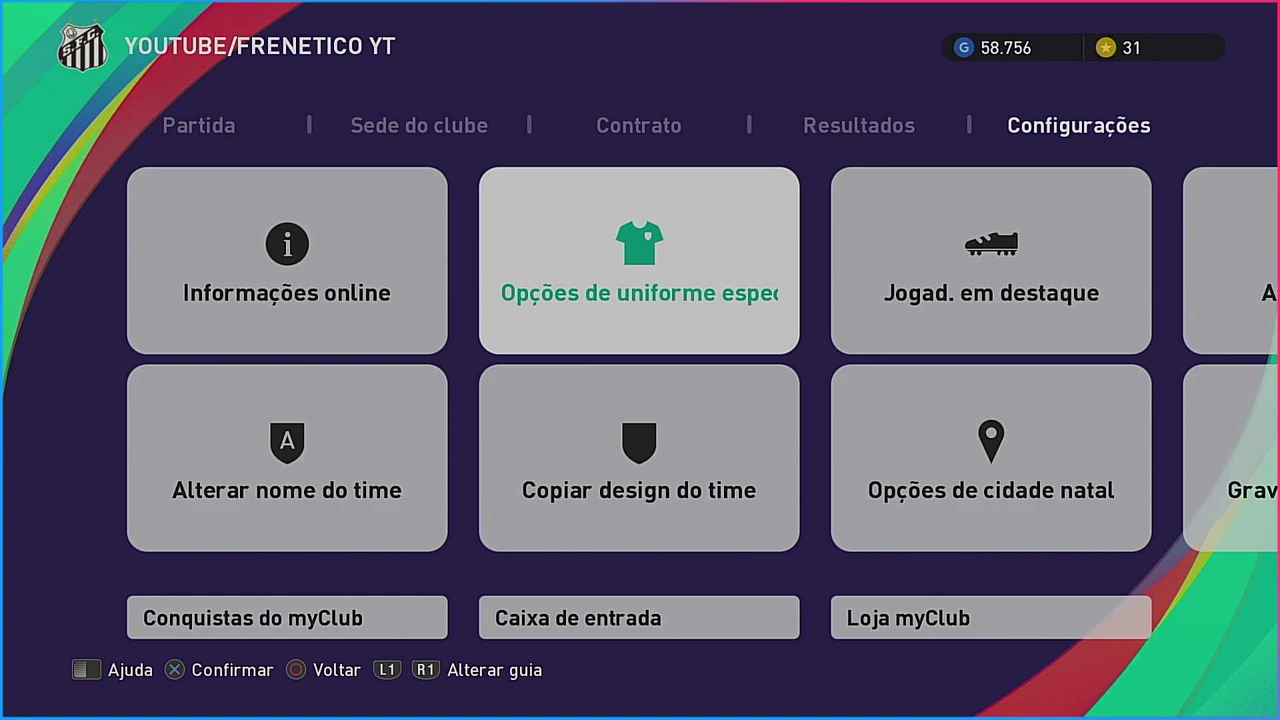 YOUTUBE/FRENETICO YT
G 58.756
31
Partida
Sede do clube
Contrato
Resultados
Configurações
Informações online
Opções de uniforme espec
Jogad. em destaque
A
A
Alterar nome do time
Copiar design do time
Opções de cidade natal
Grav
Conquistas do myClub
Caixa de entrada
Loja myClub
Ajuda
Confirmar
Voltar
L1
R1
Alterar guia